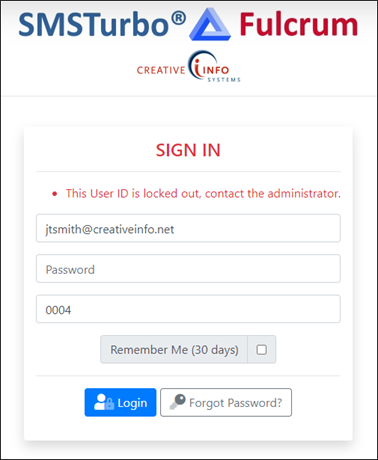 SMSTurbo® Fulcrum
CREATIVE INFO
SYSTEMS
SIGN IN
This User ID is locked out, contact the administrator.
jtsmith@creativeinfo.net
Password
0004
Remember Me (30 days)
Login Forgot Password?